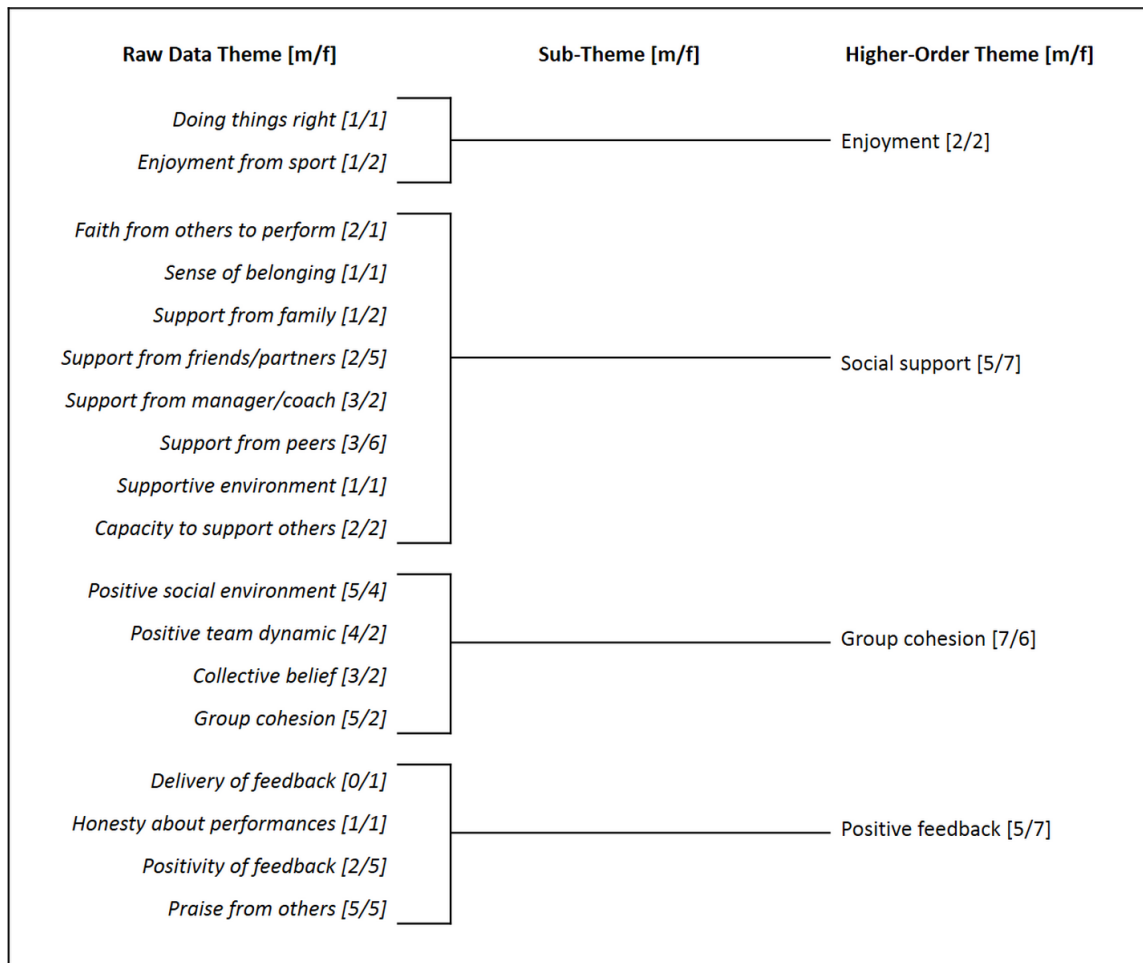 Raw Data Theme [m/f] Sub-Theme [m/f] Higher-Order Theme [m/f]
Doing things right [1/1]
Enjoyment from sport [1/2]
Enjoyment [2/2]
Faith from others to perform [2/1]
Sense of belonging [1/1]
Support from family [1/2]
Support from friends/partners [2/5]
Support from manager/coach [3/2]
Support from peers [3/6]
Supportive environment [1/1]
Capacity to support others [2/2]
Social support [5/7]
Positive social environment [5/4]
Positive team dynamic [4/2]
Collective belief [3/2]
Group cohesion [5/2]
Group cohesion [7/6]
Delivery of feedback [0/1]
Honesty about performances [1/1]
Positivity of feedback [2/5]
Praise from others [5/5]
Positive feedback [5/7]